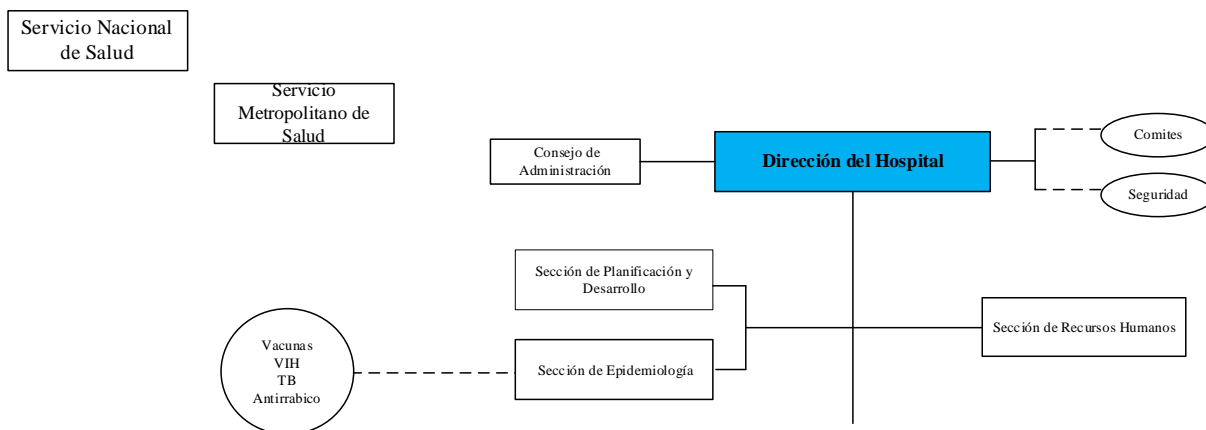 Servicio Nacional
de Salud
Servicio
Metropolitano de
Salud
Consejo de
Administración
Dirección del Hospital
Comites
Seguridad
Sección de Planificación y
Desarrollo
Sección de Recursos Humanos
Vacunas
VIH
TB
Antirrabico
Sección de Epidemiología